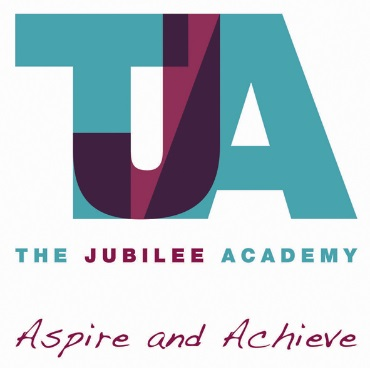 TJA
THE JUBILEE ACADEMY
Aspire and Achieve